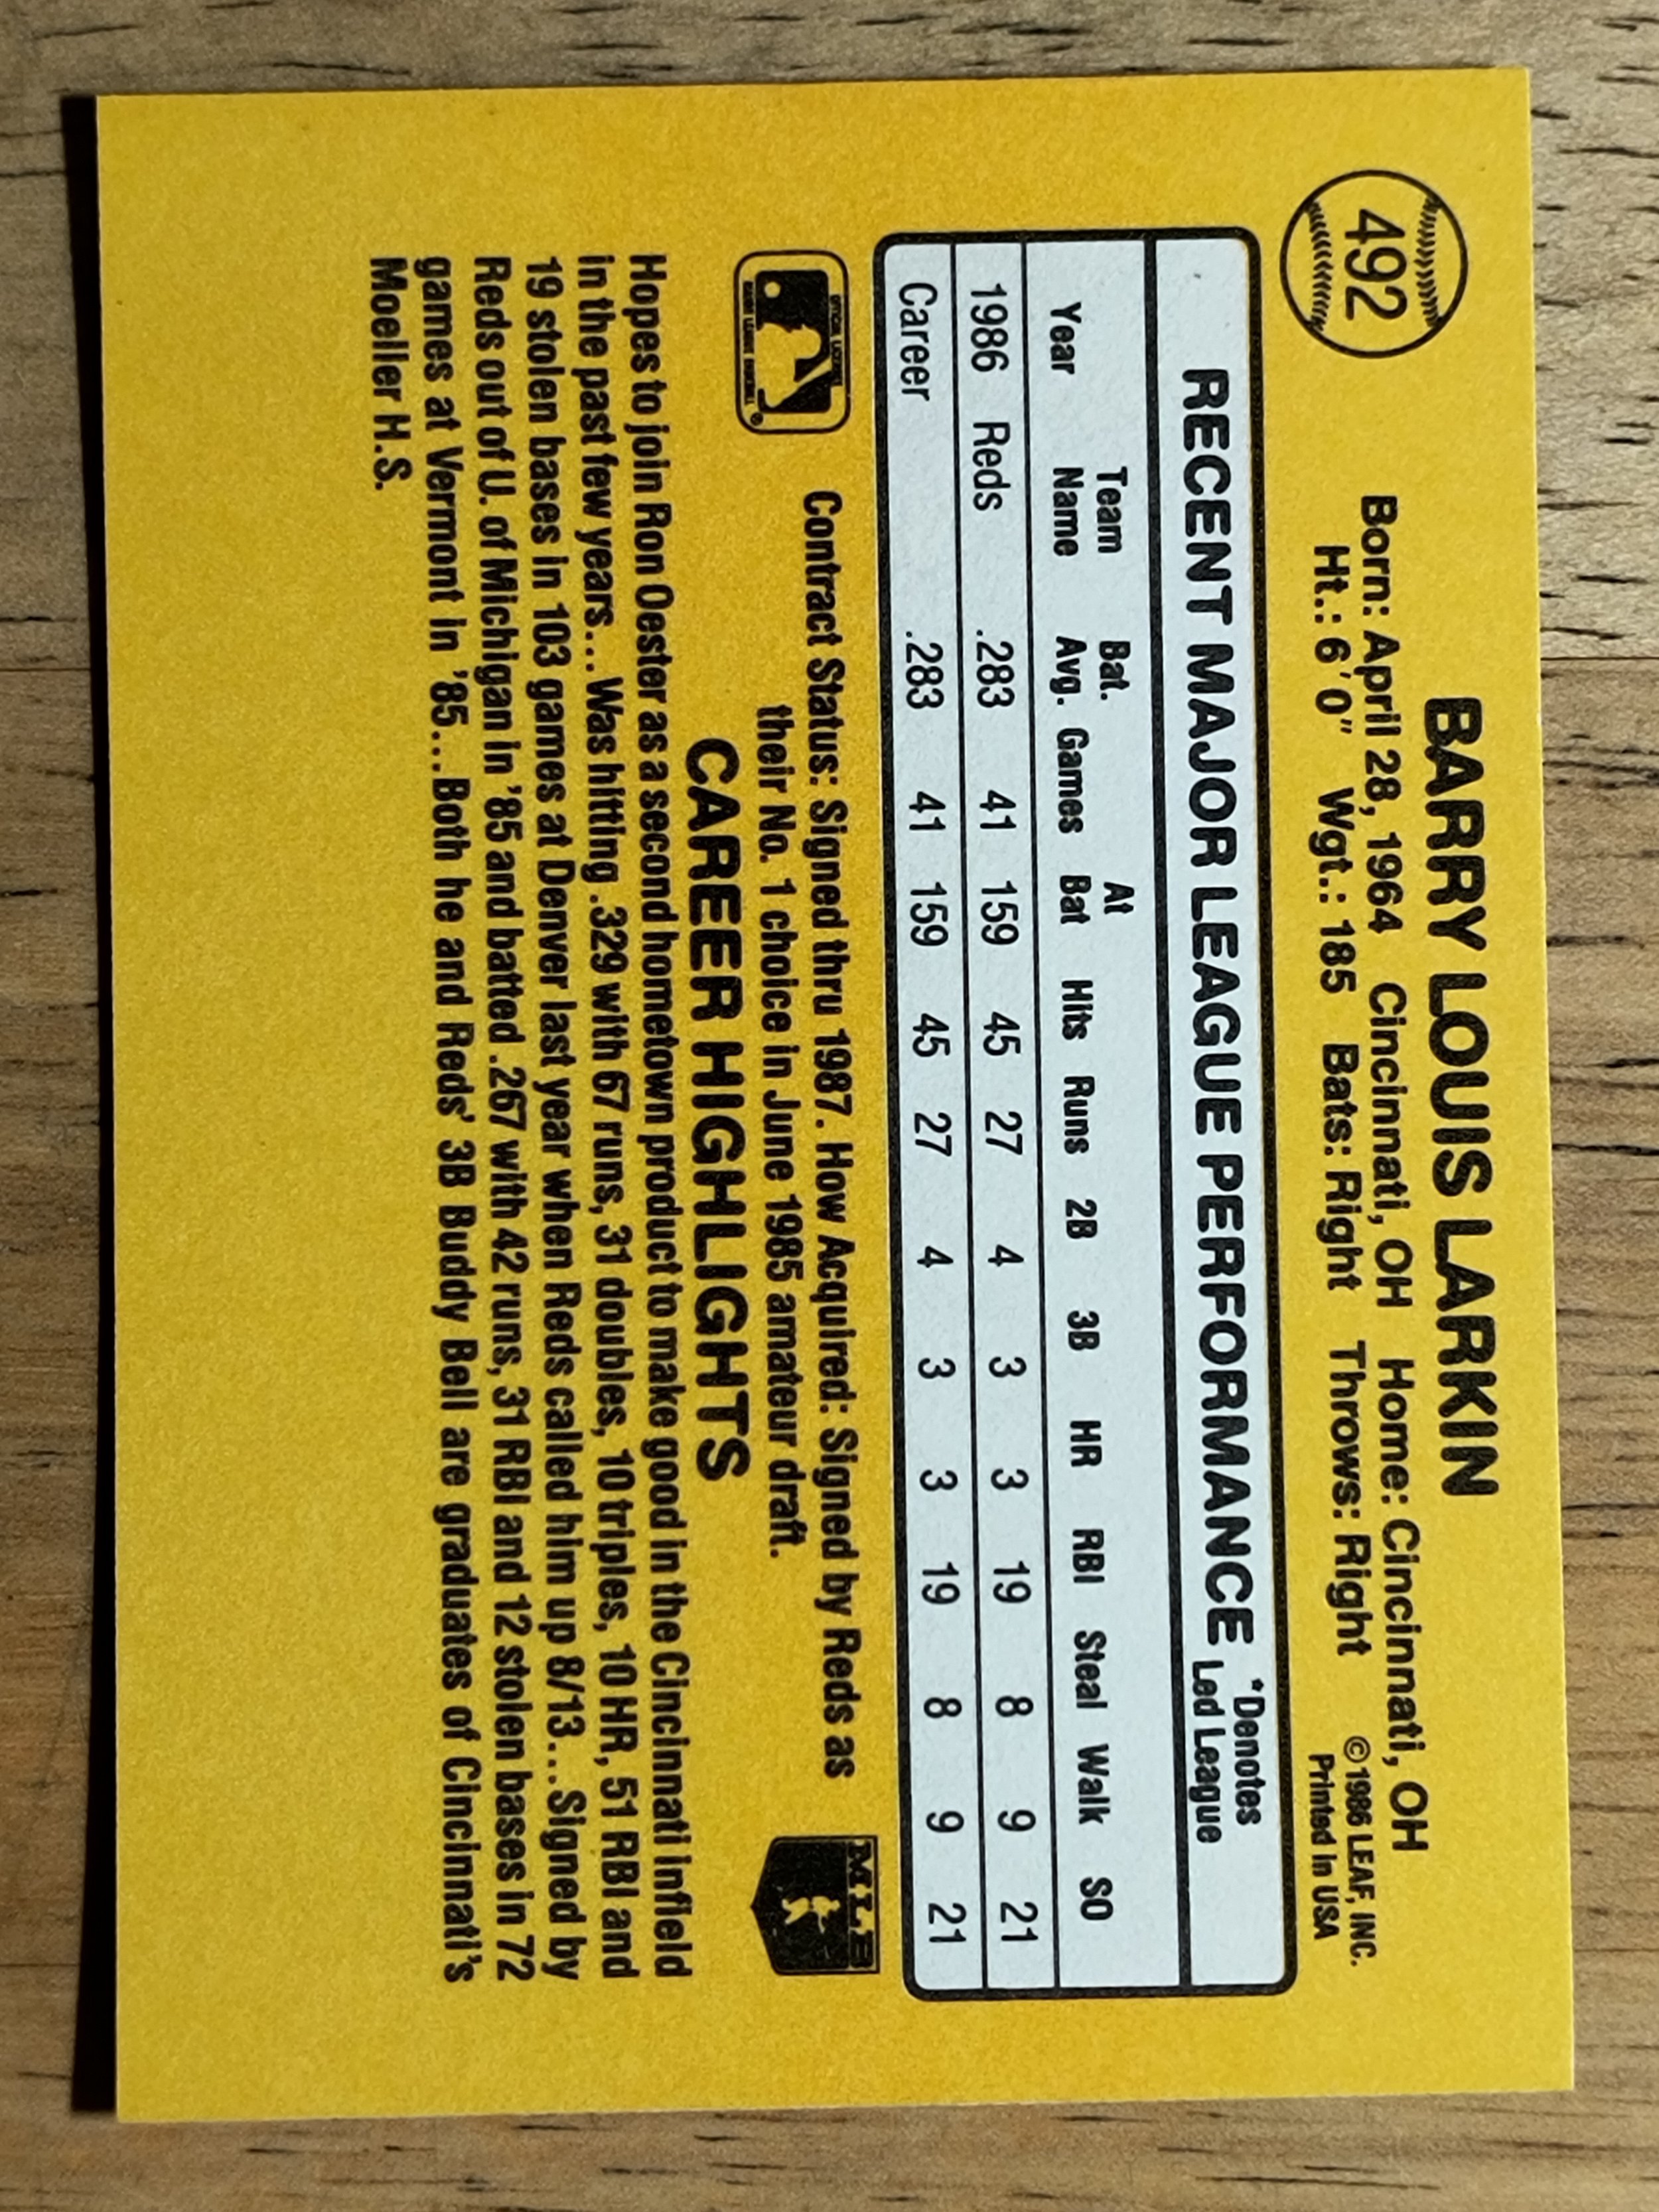 492
BARRY LOUIS LARKIN
Born: April 28, 1964 Cincinnati, OH Home: Cincinnati, OH
Ht.: 6'0" Wgt.: 185 Bats: Right Throws: Right
©1986 LEAF, INC.
Printed in USA
RECENT MAJOR LEAGUE PERFORMANCE *Denotes Led League
Year Team Name Bat. Avg. Games At Bat Hits Runs 2B 3B HR RBI Steal Walk SO
1986 Reds .283 41 159 45 27 4 3 3 19 8 9 21
Career .283 41 159 45 27 4 3 3 19 8 9 21
Contract Status: Signed thru 1987. How Acquired: Signed by Reds as
their No. 1 choice in June 1985 amateur draft.
MLB
CAREER HIGHLIGHTS
Hopes to join Ron Oester as a second hometown product to make good in the Cincinnati infield
in the past few years...Was hitting .329 with 67 runs, 31 doubles, 10 triples, 10 HR, 51 RBI and
19 stolen bases in 103 games at Denver last year when Reds called him up 8/13...Signed by
Reds out of U. of Michigan in '85 and batted .267 with 42 runs, 31 RBI and 12 stolen bases in 72
games at Vermont in '85...Both he and Reds' 3B Buddy Bell are graduates of Cincinnati's
Moeller H.S.